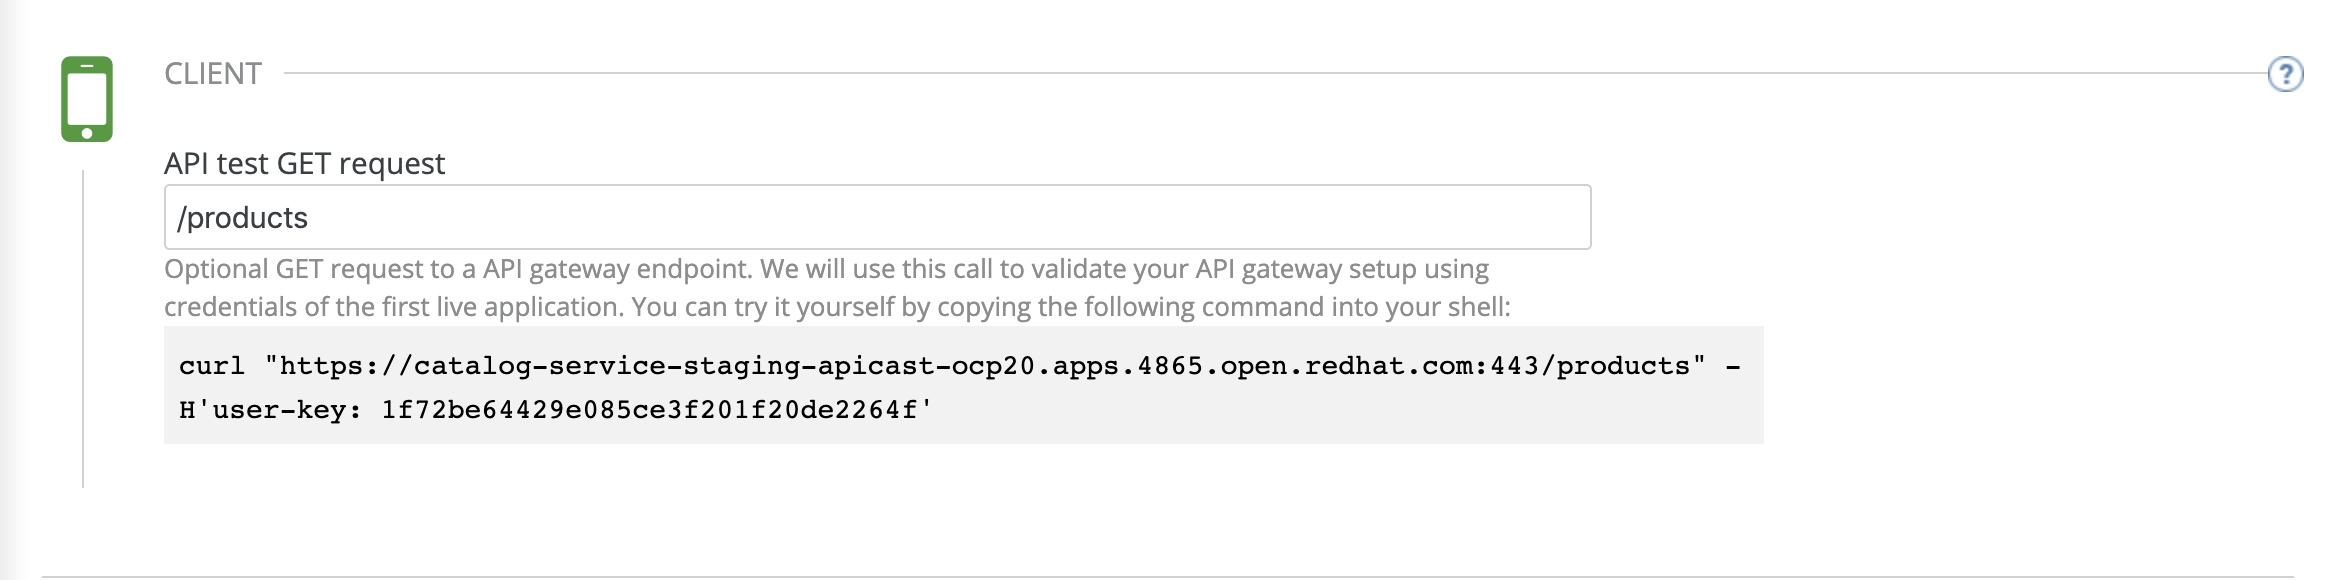 CLIENT
?
API test GET request
/products
Optional GET request to a API gateway endpoint. We will use this call to validate your API gateway setup using
credentials of the first live application. You can try it yourself by copying the following command into your shell:
curl "https://catalog-service-staging-apicast-ocp20.apps.4865.open.redhat.com:443/products" -
H'user-key: 1f72be64429e085ce3f201f20de2264f'